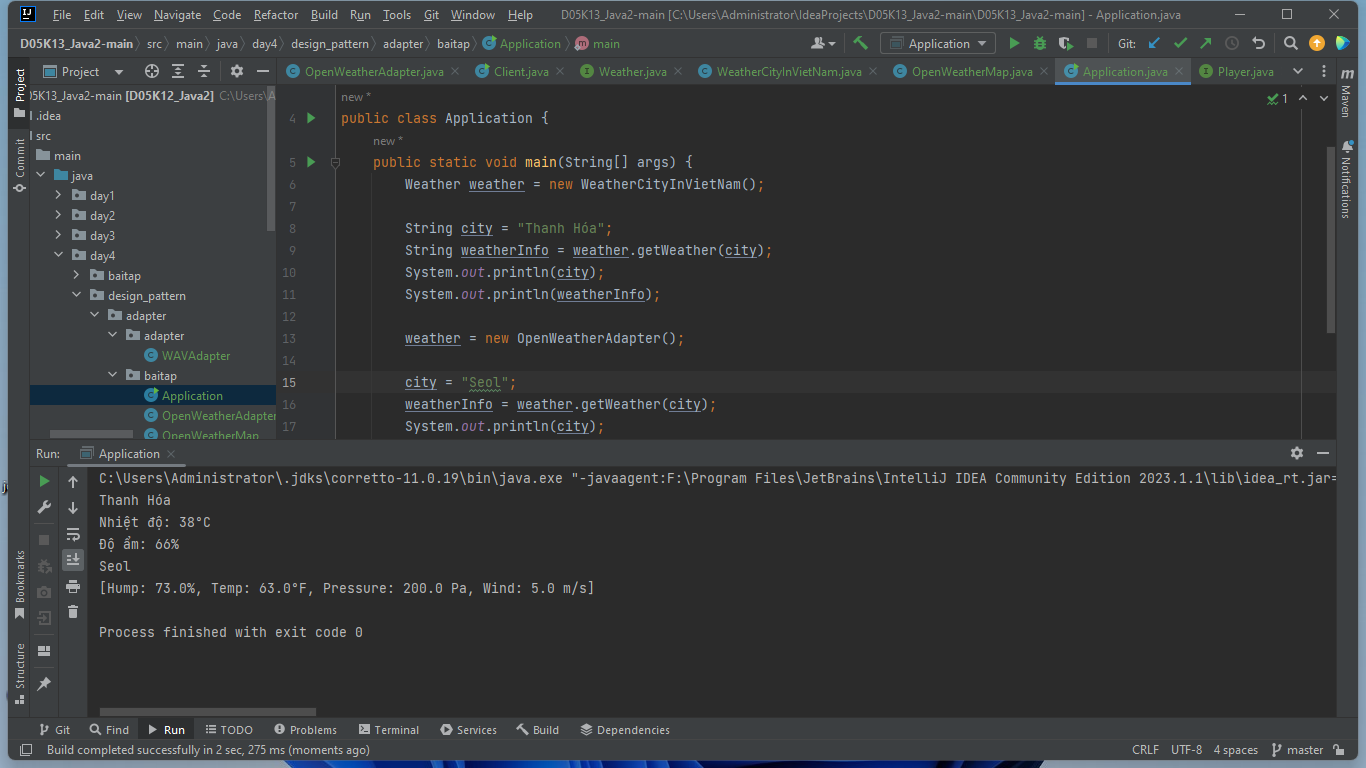 File Edit View Navigate Code Refactor Build Run Tools Git Window Help D05K13_Java2-main [C:\Users\Administrator\IdeaProjects\D05K13_Java2-main\D05K13_Java2-main] - Application.java
D05K13_Java2-main src main java day4 design_pattern adapter baitap Application main Application Git:
Project OpenWeatherAdapter.java Client.java Weather.java WeatherCityInVietNam.java OpenWeatherMap.java Application.java Player.java
Project
Commit
Bookmarks
Structure
Maven
Notifications
05K13_Java2-main [D05K12_Java2] C:\Users\A
.idea
src
main
java
day1
day2
day3
day4
baitap
design_pattern
adapter
adapter
WAVAdapter
baitap
Application
OpenWeatherAdapter
OpenWeatherMap
new *
1
4 public class Application {
new *
5 public static void main(String[] args) {
6 Weather weather = new WeatherCityInVietNam();
7
8 String city = "Thanh Hóa";
9 String weatherInfo = weather.getWeather(city);
10 System.out.println(city);
11 System.out.println(weatherInfo);
12
13 weather = new OpenWeatherAdapter();
14
15 city = "Seol";
16 weatherInfo = weather.getWeather(city);
17 System.out.println(city);
Run: Application
C:\Users\Administrator\.jdks\corretto-11.0.19\bin\java.exe "-javaagent:F:\Program Files\JetBrains\IntelliJ IDEA Community Edition 2023.1.1\lib\idea_rt.jar=
Thanh Hóa
Nhiệt độ: 38°C
Độ ẩm: 66%
Seol
[Hump: 73.0%, Temp: 63.0°F, Pressure: 200.0 Pa, Wind: 5.0 m/s]
Process finished with exit code 0
Git Find Run TODO Problems Terminal Services Build Dependencies
Build completed successfully in 2 sec, 275 ms (moments ago) CRLF UTF-8 4 spaces master